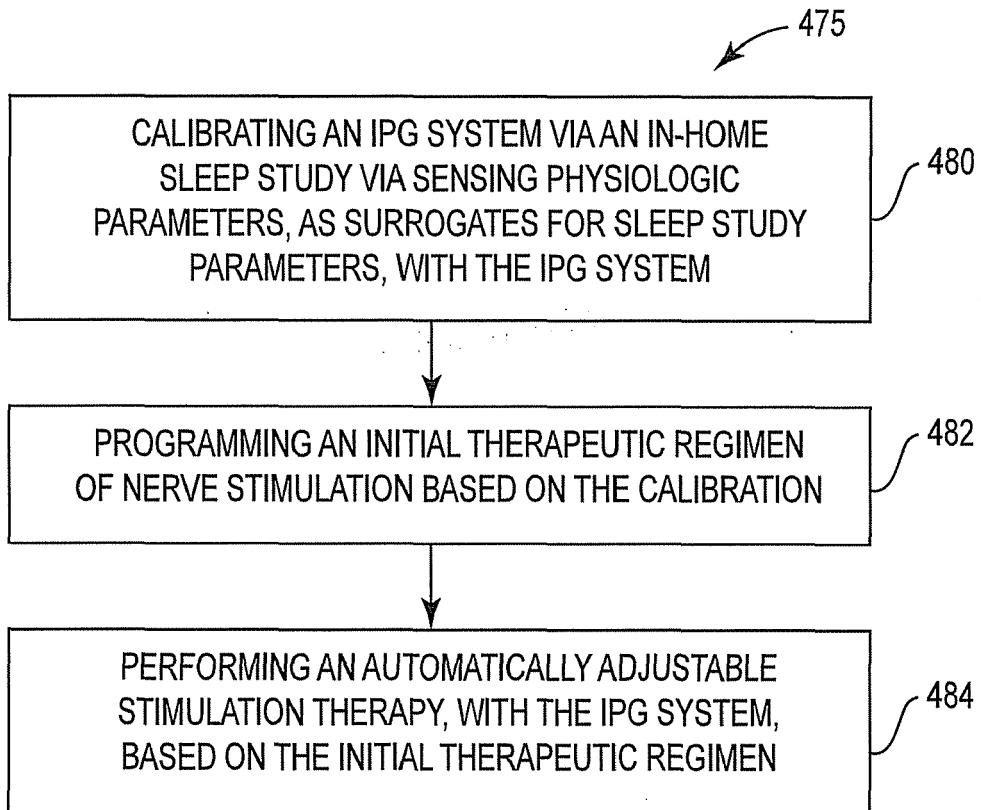 475
CALIBRATING AN IPG SYSTEM VIA AN IN-HOME
SLEEP STUDY VIA SENSING PHYSIOLOGIC
PARAMETERS, AS SURROGATES FOR SLEEP STUDY
PARAMETERS, WITH THE IPG SYSTEM
480
PROGRAMMING AN INITIAL THERAPEUTIC REGIMEN
OF NERVE STIMULATION BASED ON THE CALIBRATION
482
PERFORMING AN AUTOMATICALLY ADJUSTABLE
STIMULATION THERAPY, WITH THE IPG SYSTEM,
BASED ON THE INITIAL THERAPEUTIC REGIMEN
484